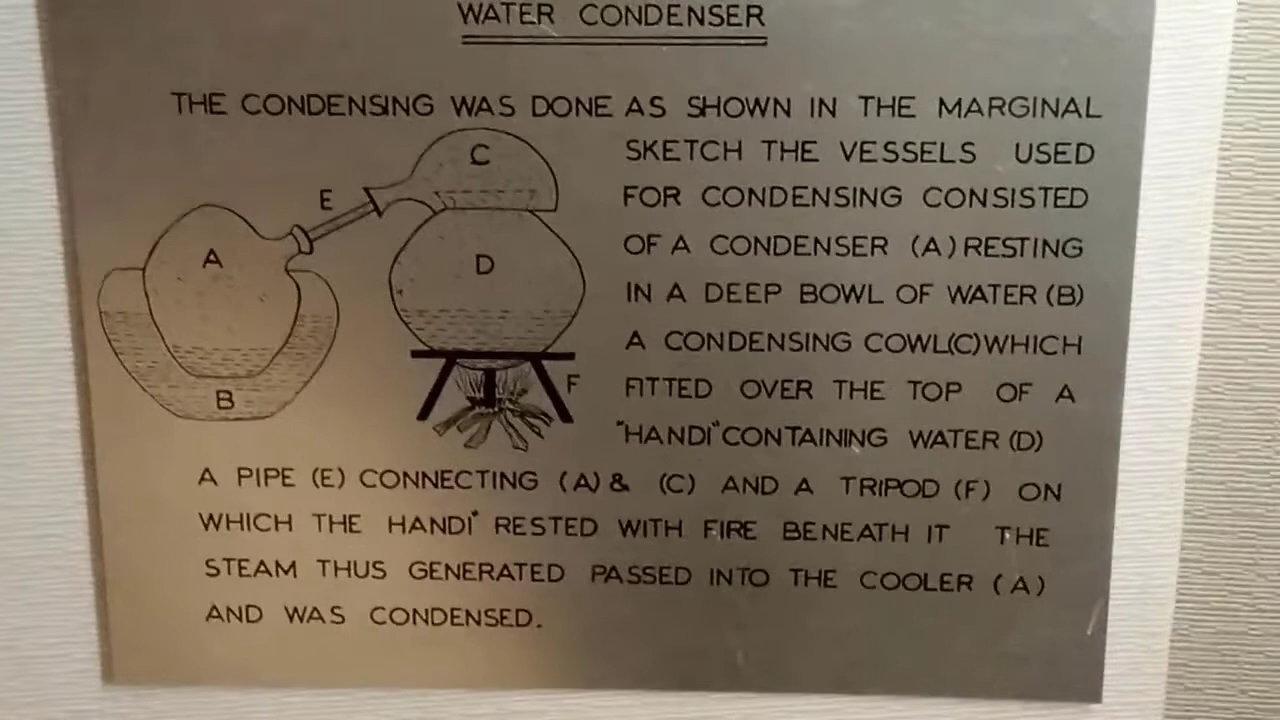 WATER CONDENSER
THE CONDENSING WAS DONE AS SHOWN IN THE MARGINAL
SKETCH THE VESSELS USED
FOR CONDENSING CONSISTED
OF A CONDENSER (A) RESTING
IN A DEEP BOWL OF WATER (B)
A CONDENSING COWL(C)WHICH
FITTED OVER THE TOP OF A
"HANDI" CONTAINING WATER (D)
A PIPE (E) CONNECTING (A) & (C) AND A TRIPOD (F) ON
WHICH THE HANDI" RESTED WITH FIRE BENEATH IT THE
STEAM THUS GENERATED PASSED INTO THE COOLER (A)
AND WAS CONDENSED.
C
E
A
D
F
B